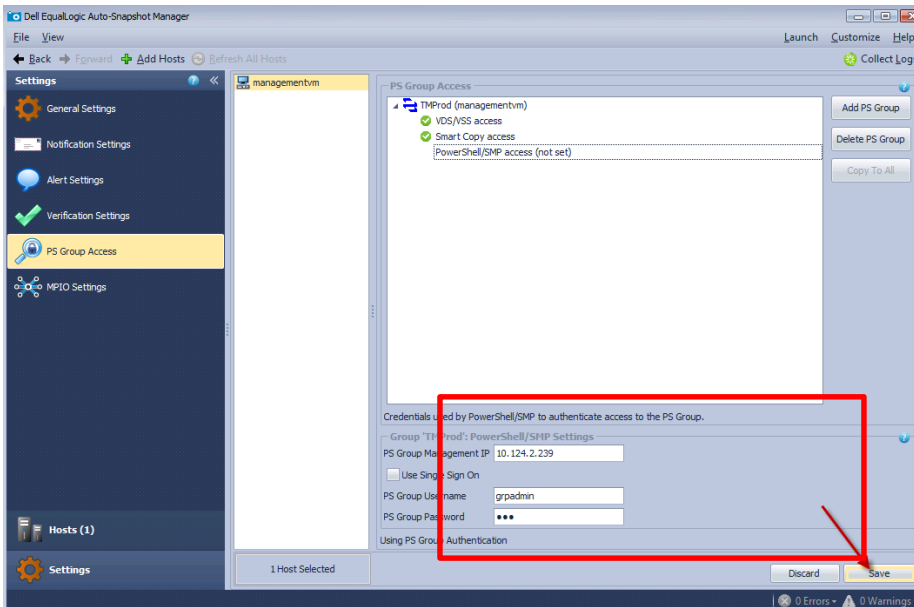 Dell EqualLogic Auto-Snapshot Manager
File View Launch Customize Help
Back Forward Add Hosts Refresh All Hosts Collect Log
Settings
General Settings
Notification Settings
Alert Settings
Verification Settings
PS Group Access
MPIO Settings
Hosts (1)
Settings
managementvm
1 Host Selected
PS Group Access
TMProd (managementvm)
VDS/VSS access
Smart Copy access
PowerShell/SMP access (not set)
Add PS Group
Delete PS Group
Copy To All
Credentials used by PowerShell/SMP to authenticate access to the PS Group.
Group 'TMProd': PowerShell/SMP Settings
PS Group Management IP 10.124.2.239
Use Single Sign On
PS Group Username grpadmin
PS Group Password •••
Using PS Group Authentication
Discard Save
0 Errors 0 Warnings